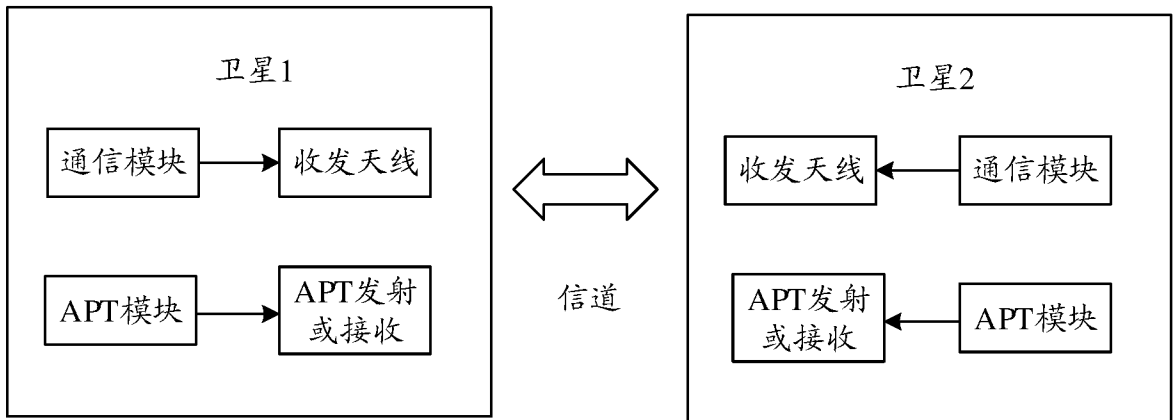 卫星1
通信模块
收发天线
APT模块
APT发射
或接收
信道
卫星2
收发天线
通信模块
APT发射
或接收
APT模块